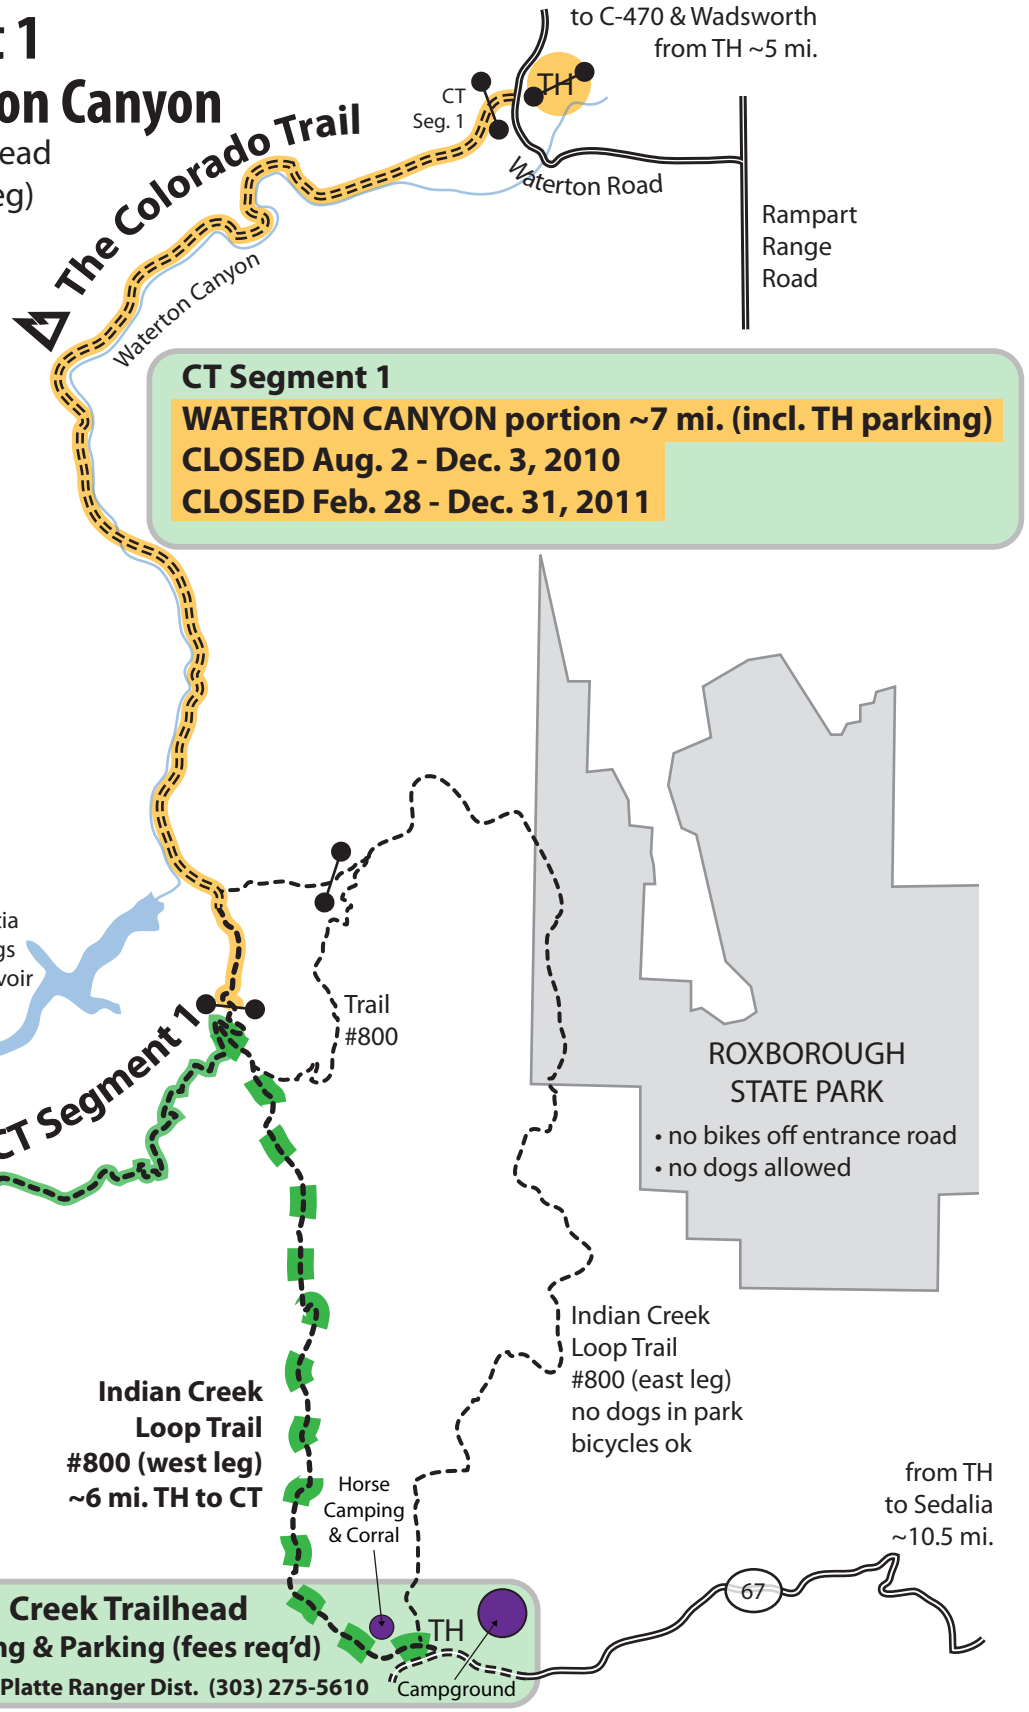 to C-470 & Wadsworth
from TH ~5 mi.
1
on Canyon
ead
eg)
TH
CT
Seg. 1
The Colorado Trail
Waterton Road
Rampart
Range
Road
Waterton Canyon
CT Segment 1
WATERTON CANYON portion ~7 mi. (incl. TH parking)
CLOSED Aug. 2 - Dec. 3, 2010
CLOSED Feb. 28 - Dec. 31, 2011
tia
gs
voir
Trail
#800
CT Segment 1
ROXBOROUGH
STATE PARK
• no bikes off entrance road
• no dogs allowed
Indian Creek
Loop Trail
#800 (east leg)
no dogs in park
bicycles ok
Indian Creek
Loop Trail
#800 (west leg)
~6 mi. TH to CT
Horse
Camping
& Corral
from TH
to Sedalia
~10.5 mi.
67
Creek Trailhead
ng & Parking (fees req'd)
Platte Ranger Dist. (303) 275-5610
TH
Campground